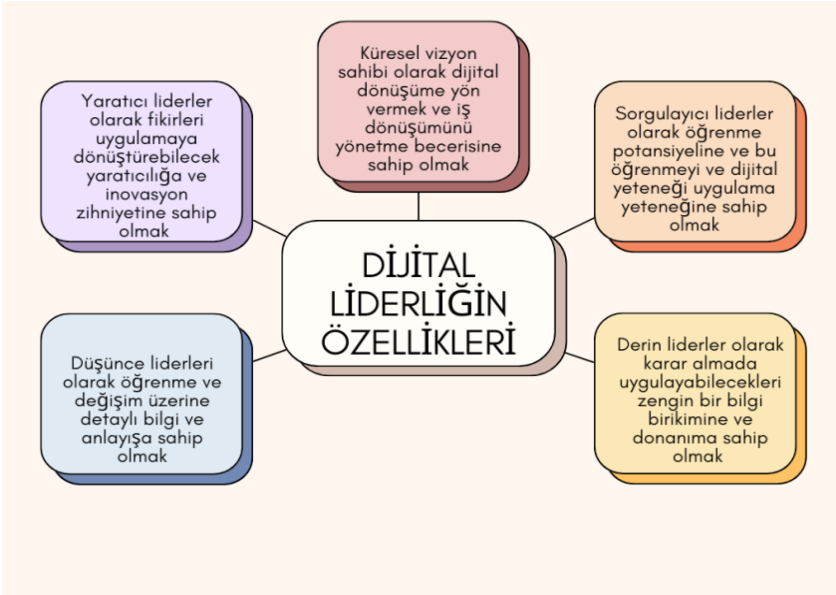 Küresel vizyon
sahibi olarak dijital
dönüşüme yön
vermek ve iş
dönüşümünü
yönetme becerisine
sahip olmak
Yaratıcı liderler
olarak fikirleri
uygulamaya
dönüştürebilecek
yaratıcılığa ve
inovasyon
zihniyetine sahip
olmak
Sorgulayıcı liderler
olarak öğrenme
potansiyeline ve bu
öğrenmeyi ve dijital
yeteneği uygulama
yeteneğine sahip
olmak
DİJİTAL
LİDERLİĞİN
ÖZELLİKLERİ
Düşünce liderleri
olarak öğrenme ve
değişim üzerine
detaylı bilgi ve
anlayışa sahip
olmak
Derin liderler olarak
karar almada
uygulayabilecekleri
zengin bir bilgi
birikimine ve
donanıma sahip
olmak